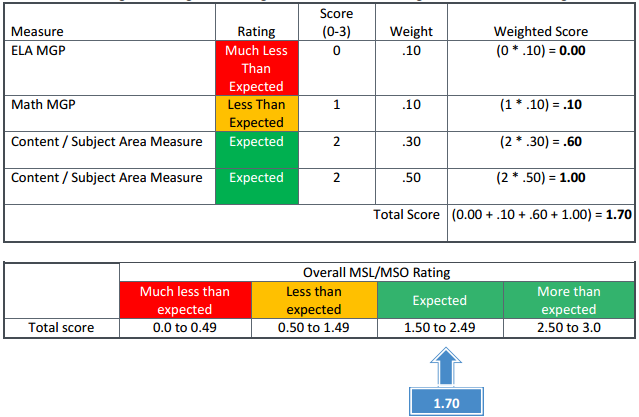 Measure Rating Score (0-3) Weight Weighted Score
ELA MGP Much Less Than Expected 0 .10 (0 * .10) = 0.00
Math MGP Less Than Expected 1 .10 (1 * .10) = .10
Content / Subject Area Measure Expected 2 .30 (2 * .30) = .60
Content / Subject Area Measure Expected 2 .50 (2 * .50) = 1.00
Total Score (0.00 + .10 + .60 + 1.00) = 1.70
Overall MSL/MSO Rating
Much less than expected Less than expected Expected More than expected
Total score 0.0 to 0.49 0.50 to 1.49 1.50 to 2.49 2.50 to 3.0
1.70